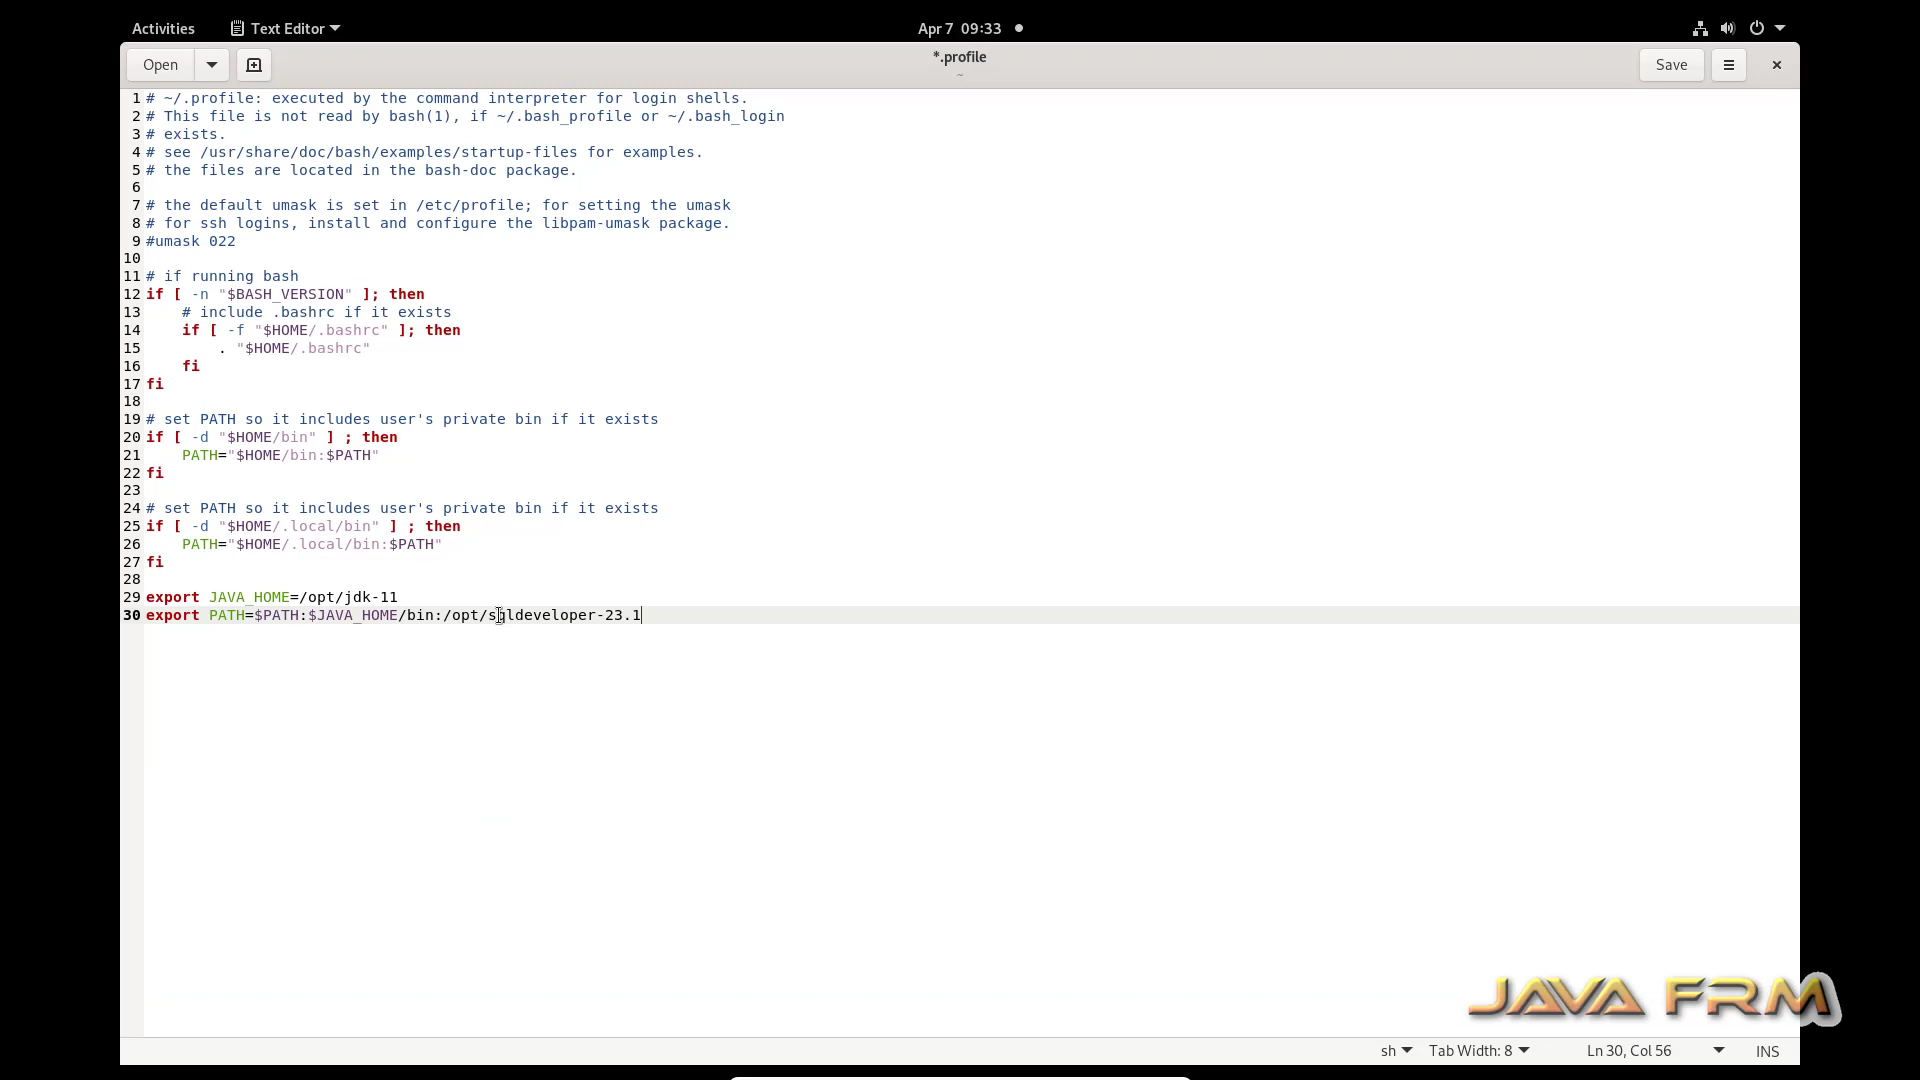 Activities
Text Editor
Apr 7 09:33
Open
*.profile
~
Save
1 # ~/.profile: executed by the command interpreter for login shells.
2 # This file is not read by bash(1), if ~/.bash_profile or ~/.bash_login
3 # exists.
4 # see /usr/share/doc/bash/examples/startup-files for examples.
5 # the files are located in the bash-doc package.
6
7 # the default umask is set in /etc/profile; for setting the umask
8 # for ssh logins, install and configure the libpam-umask package.
9 #umask 022
10
11 # if running bash
12 if [ -n "$BASH_VERSION" ]; then
13     # include .bashrc if it exists
14     if [ -f "$HOME/.bashrc" ]; then
15         . "$HOME/.bashrc"
16     fi
17 fi
18
19 # set PATH so it includes user's private bin if it exists
20 if [ -d "$HOME/bin" ] ; then
21     PATH="$HOME/bin:$PATH"
22 fi
23
24 # set PATH so it includes user's private bin if it exists
25 if [ -d "$HOME/.local/bin" ] ; then
26     PATH="$HOME/.local/bin:$PATH"
27 fi
28
29 export JAVA_HOME=/opt/jdk-11
30 export PATH=$PATH:$JAVA_HOME/bin:/opt/sqldeveloper-23.1
JAVA FRM
sh
Tab Width: 8
Ln 30, Col 56
INS